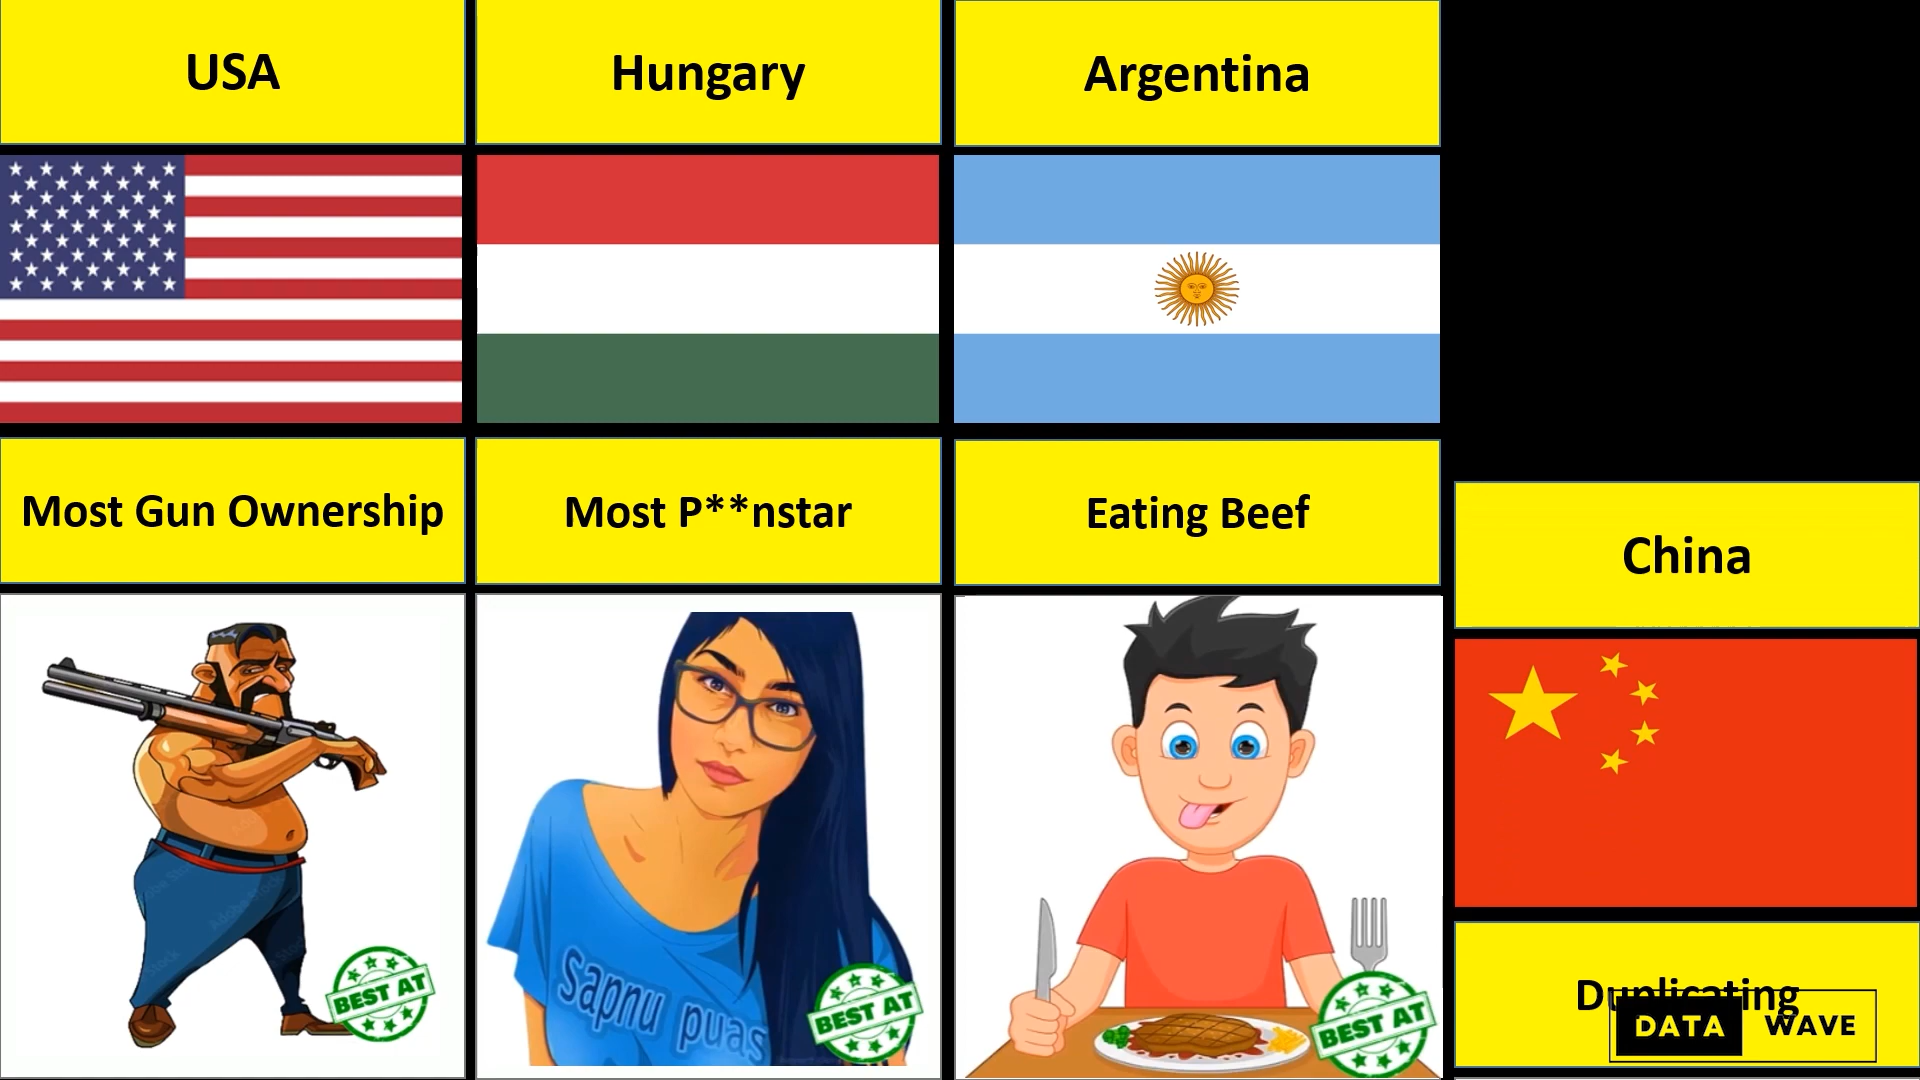 USA
Hungary
Argentina
Most Gun Ownership
Most P**nstar
Eating Beef
China
sapnu puas
BEST AT
BEST AT
BEST AT
Duplicating
DATA WAVE